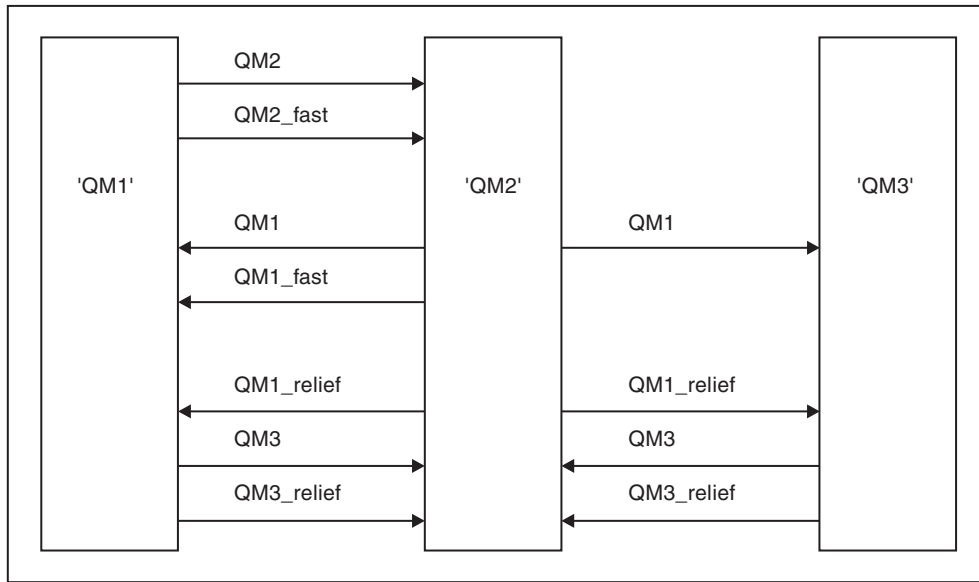 QM2
QM2_fast
'QM1' 'QM2' 'QM3'
QM1 QM1
QM1_fast
QM1_relief QM1_relief
QM3 QM3
QM3_relief QM3_relief